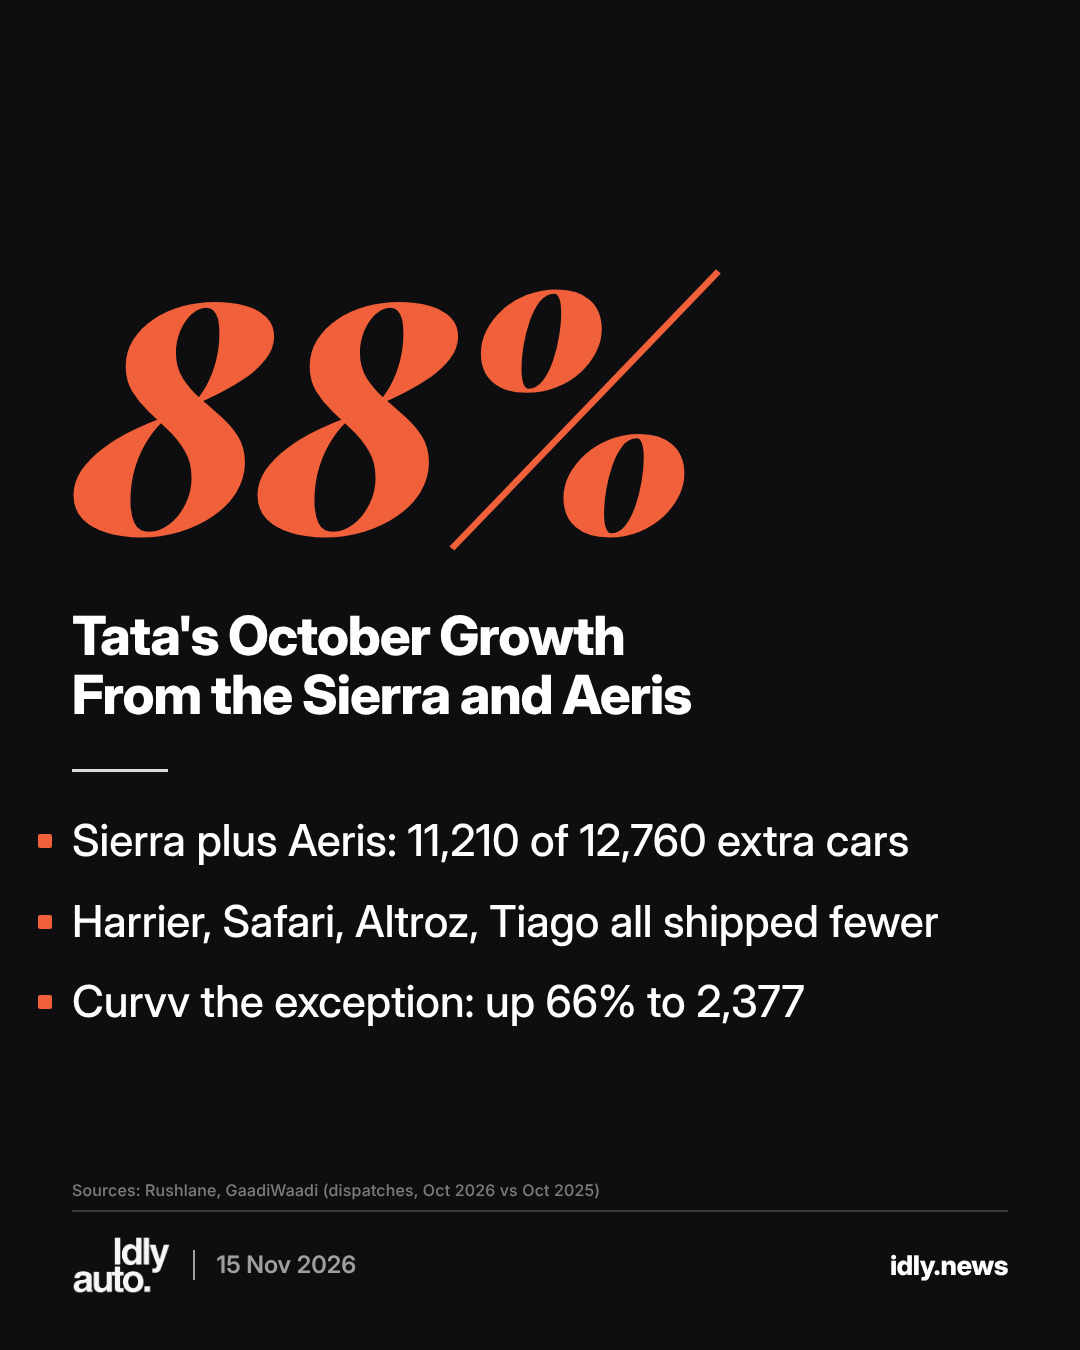 88%
Tata's October Growth
From the Sierra and Aeris
Sierra plus Aeris: 11,210 of 12,760 extra cars
Harrier, Safari, Altroz, Tiago all shipped fewer
Curvv the exception: up 66% to 2,377
Sources: Rushlane, GaadiWaadi (dispatches, Oct 2026 vs Oct 2025)
Idly
auto.
15 Nov 2026
idly.news